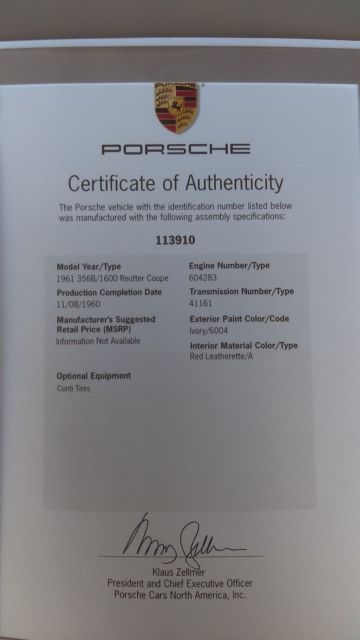 PORSCHE
PORSCHE
Certificate of Authenticity
The Porsche vehicle with the identification number listed below
was manufactured with the following assembly specifications:
113910
Model Year/Type
1961 356B/1600 Reutter Coupe
Production Completion Date
11/08/1960
Manufacturer's Suggested
Retail Price (MSRP)
Information Not Available
Optional Equipment
Conti Tires
Engine Number/Type
604283
Transmission Number/Type
41161
Exterior Paint Color/Code
Ivory/6004
Interior Material Color/Type
Red Leatherette/A
Klaus Zellmer
President and Chief Executive Officer
Porsche Cars North America, Inc.